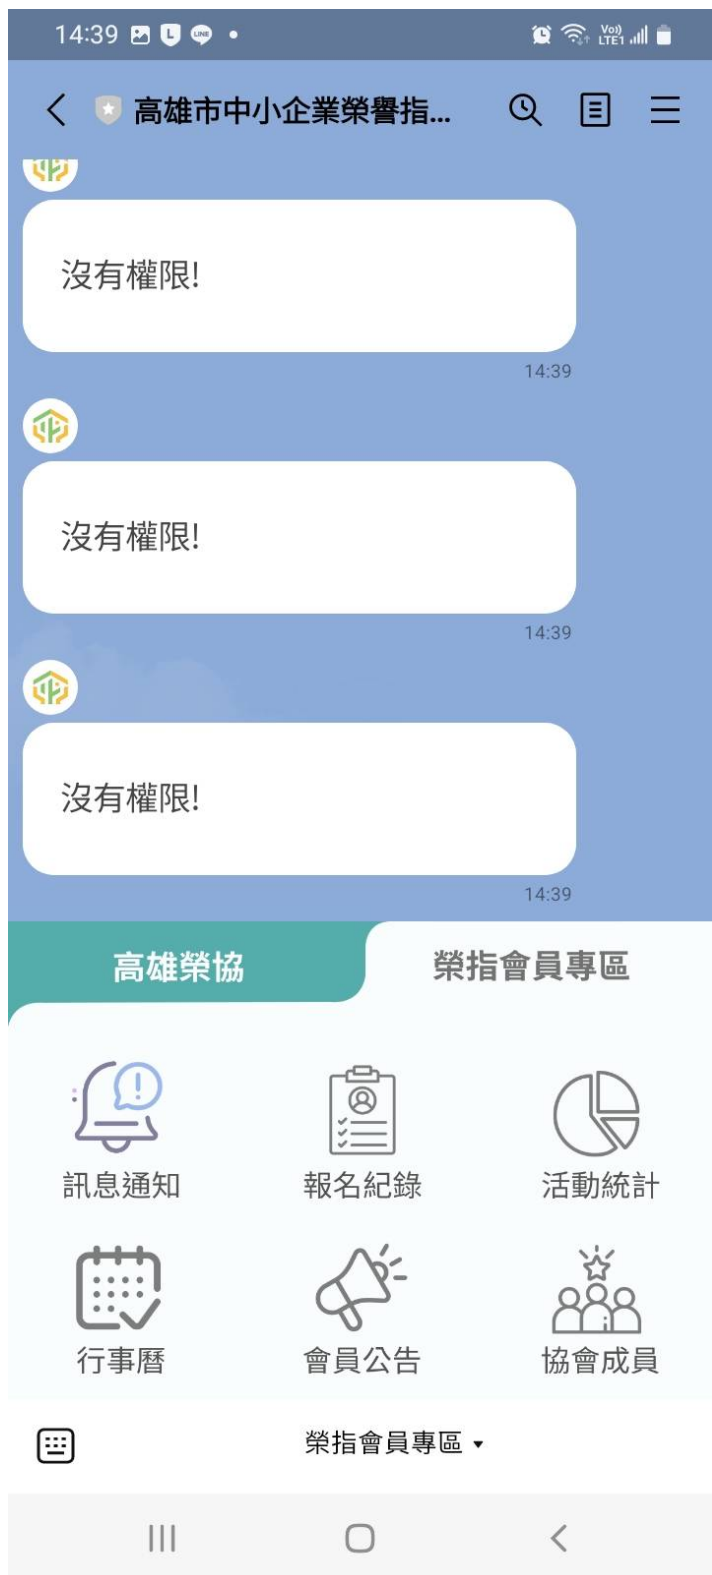 14:39
Vo)) LTE1
高雄市中小企業榮譽指...
沒有權限!
14:39
沒有權限!
14:39
沒有權限!
14:39
高雄榮協 榮指會員專區
訊息通知 報名紀錄 活動統計
行事曆 會員公告 協會成員
榮指會員專區